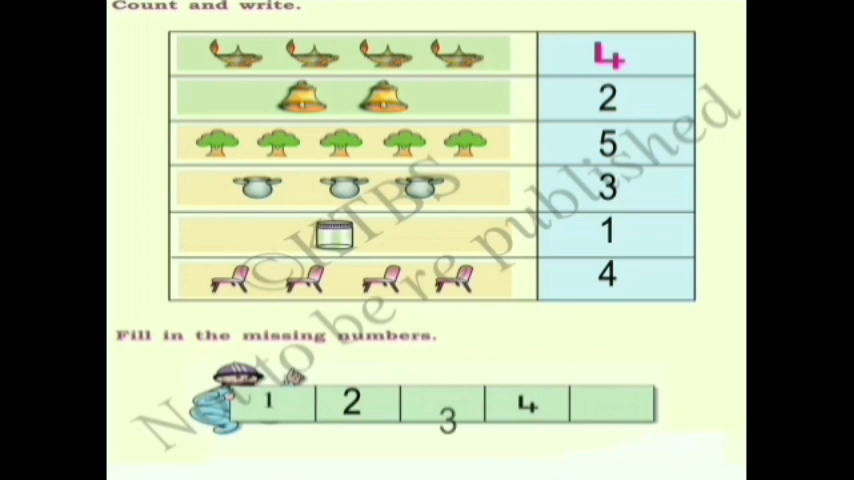 Count and write.
4
2
5
3
1
4
©KTBS
Not to be re published
Fill in the missing numbers.
1 2 3 4